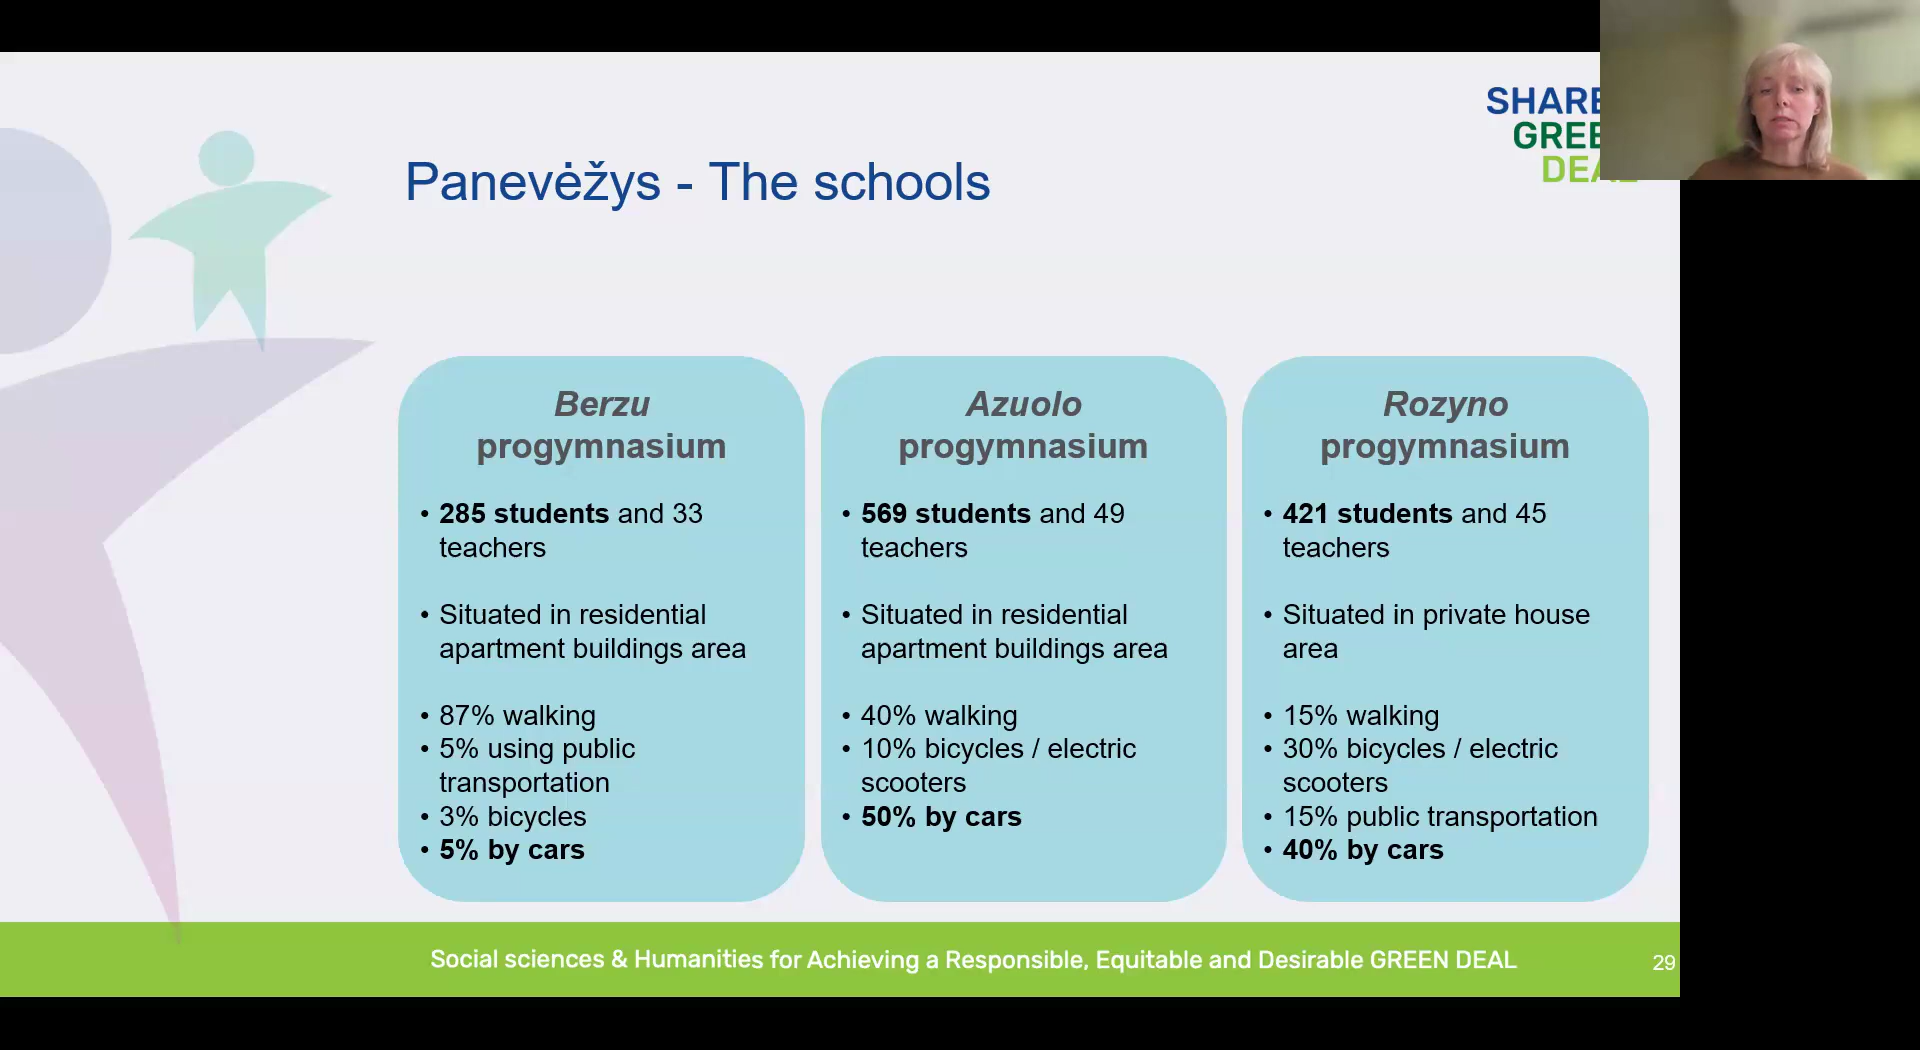 SHARE
GREE
DEAL
Panevėžys - The schools
Berzu
progymnasium
• 285 students and 33
teachers
• Situated in residential
apartment buildings area
• 87% walking
• 5% using public
transportation
• 3% bicycles
• 5% by cars
Azuolo
progymnasium
• 569 students and 49
teachers
• Situated in residential
apartment buildings area
• 40% walking
• 10% bicycles / electric
scooters
• 50% by cars
Rozyno
progymnasium
• 421 students and 45
teachers
• Situated in private house
area
• 15% walking
• 30% bicycles / electric
scooters
• 15% public transportation
• 40% by cars
Social sciences & Humanities for Achieving a Responsible, Equitable and Desirable GREEN DEAL
29